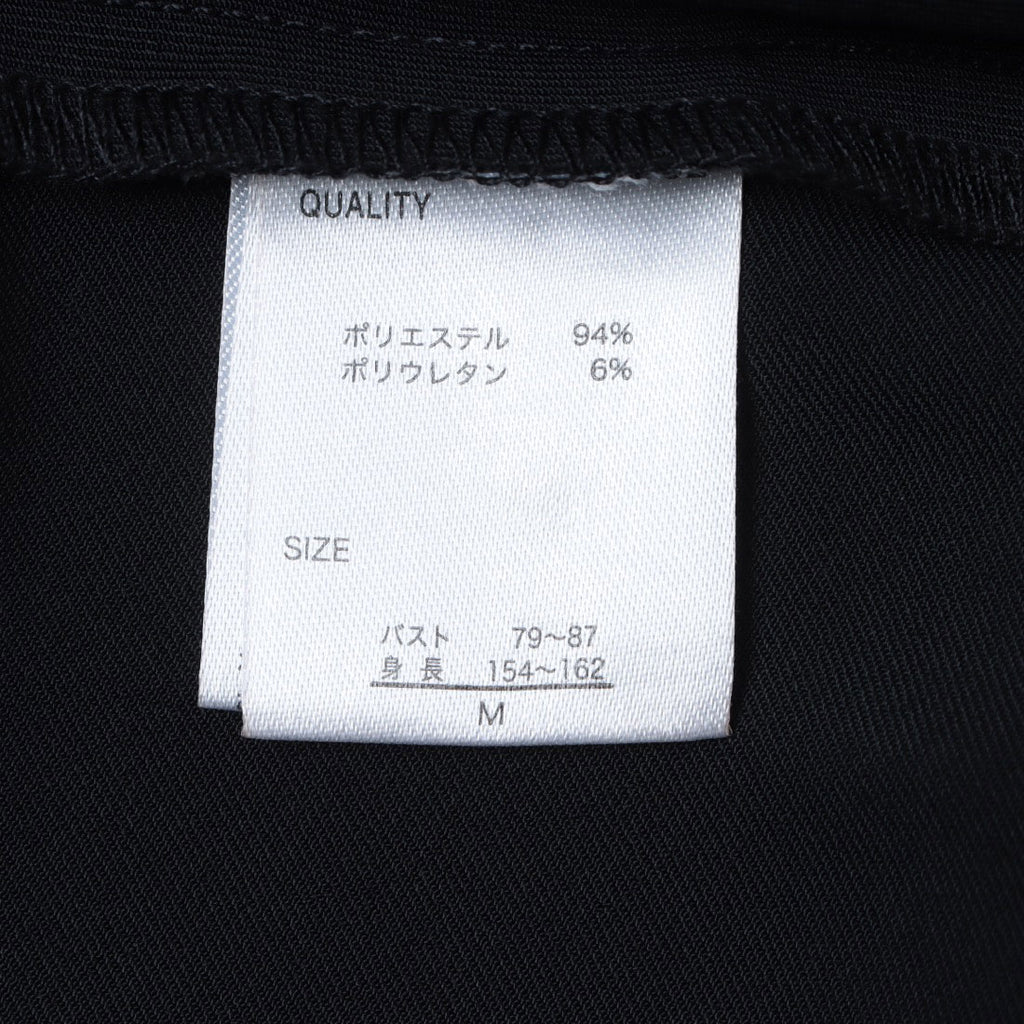 QUALITY
ポリエステル 94%
ポリウレタン 6%
SIZE
バスト 79～87
身長 154～162
M